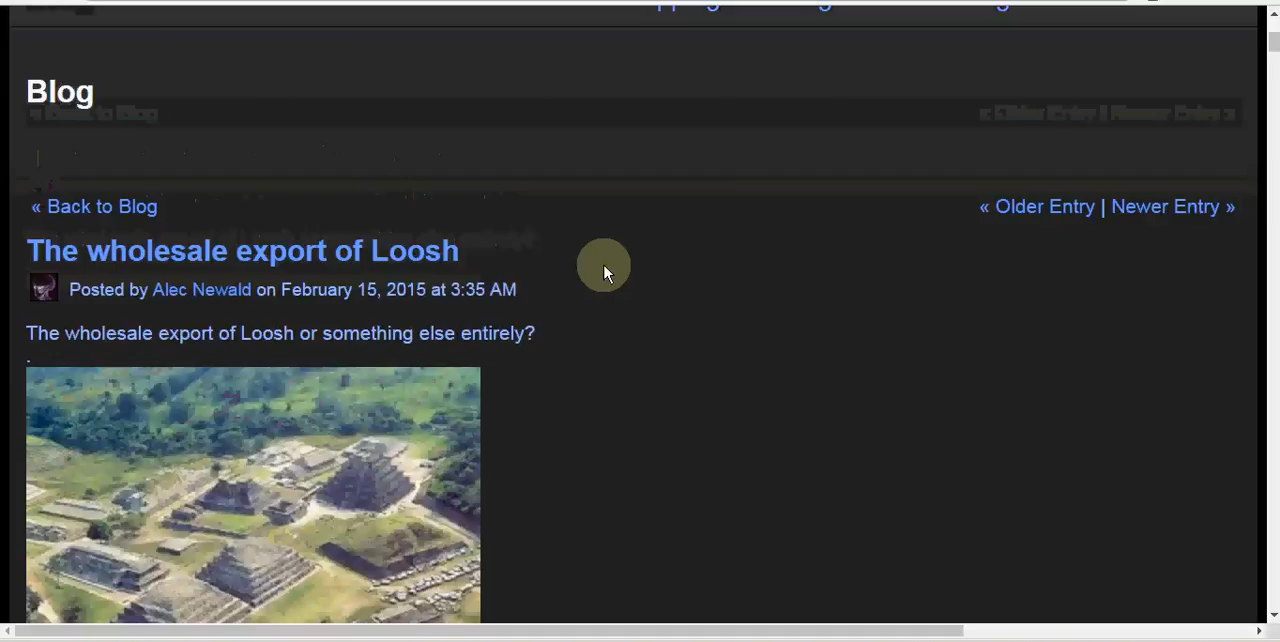 Blog
« Back to Blog
« Older Entry | Newer Entry »
The wholesale export of Loosh
Posted by Alec Newald on February 15, 2015 at 3:35 AM
The wholesale export of Loosh or something else entirely?
.